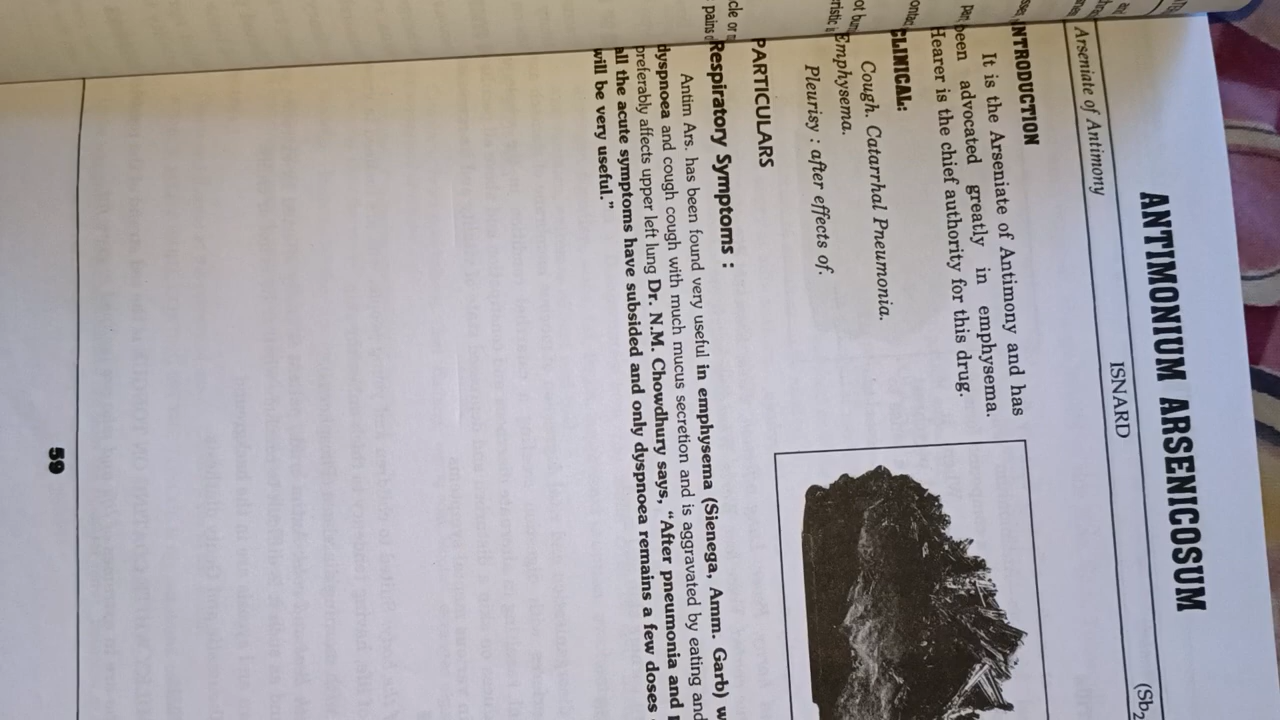 ANTIMONIUM ARSENICOSUM
ISNARD
Arseniate of Antimony
(Sb2
INTRODUCTION
It is the Arseniate of Antimony and has
been advocated greatly in emphysema.
Hearer is the chief authority for this drug.
CLINICAL:
Cough. Catarrhal Pneumonia.
Emphysema.
Pleurisy : after effects of.
PARTICULARS
Respiratory Symptoms :
Antim Ars. has been found very useful in emphysema (Sienega, Amm. Garb)
dyspnoea and cough cough with much mucus secretion and is aggravated by eating and
preferably affects upper left lung Dr. N.M. Chowdhury says, “After pneumonia and
all the acute symptoms have subsided and only dyspnoea remains a few doses
will be very useful.”
59